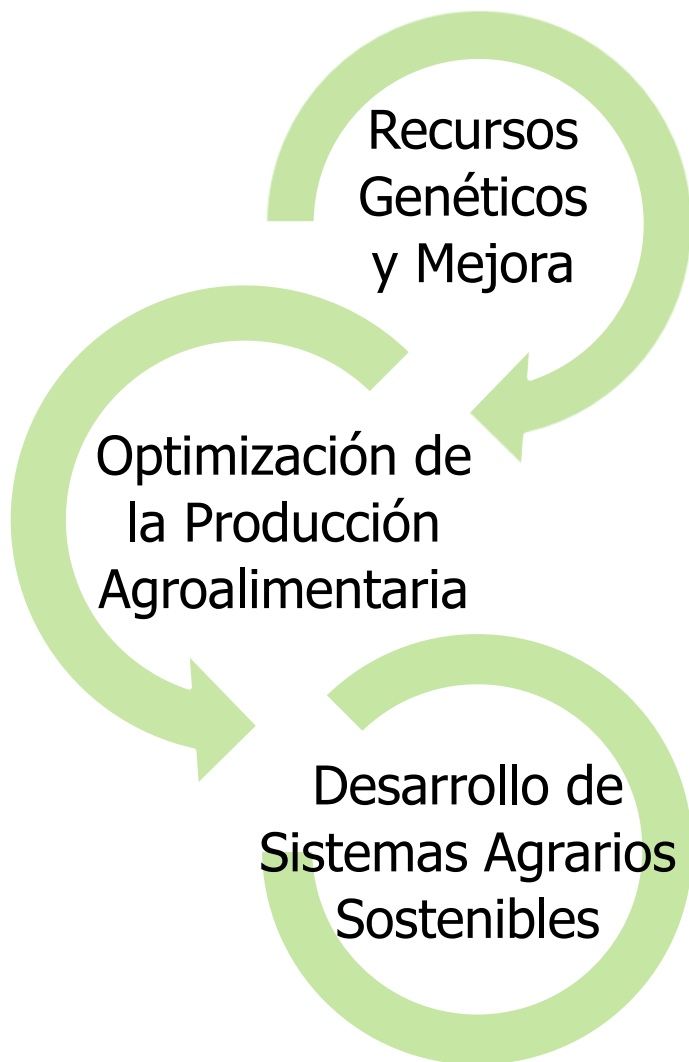 Recursos
Genéticos
y Mejora
Optimización de
la Producción
Agroalimentaria
Desarrollo de
Sistemas Agrarios
Sostenibles